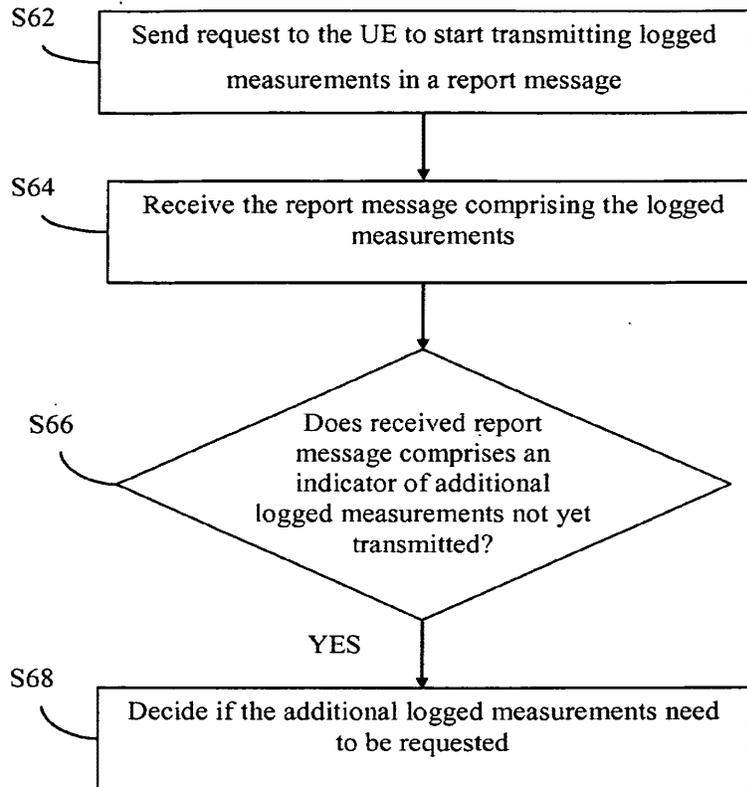 S62
Send request to the UE to start transmitting logged
measurements in a report message
S64
Receive the report message comprising the logged
measurements
S66
Does received report
message comprises an
indicator of additional
logged measurements not yet
transmitted?
YES
S68
Decide if the additional logged measurements need
to be requested